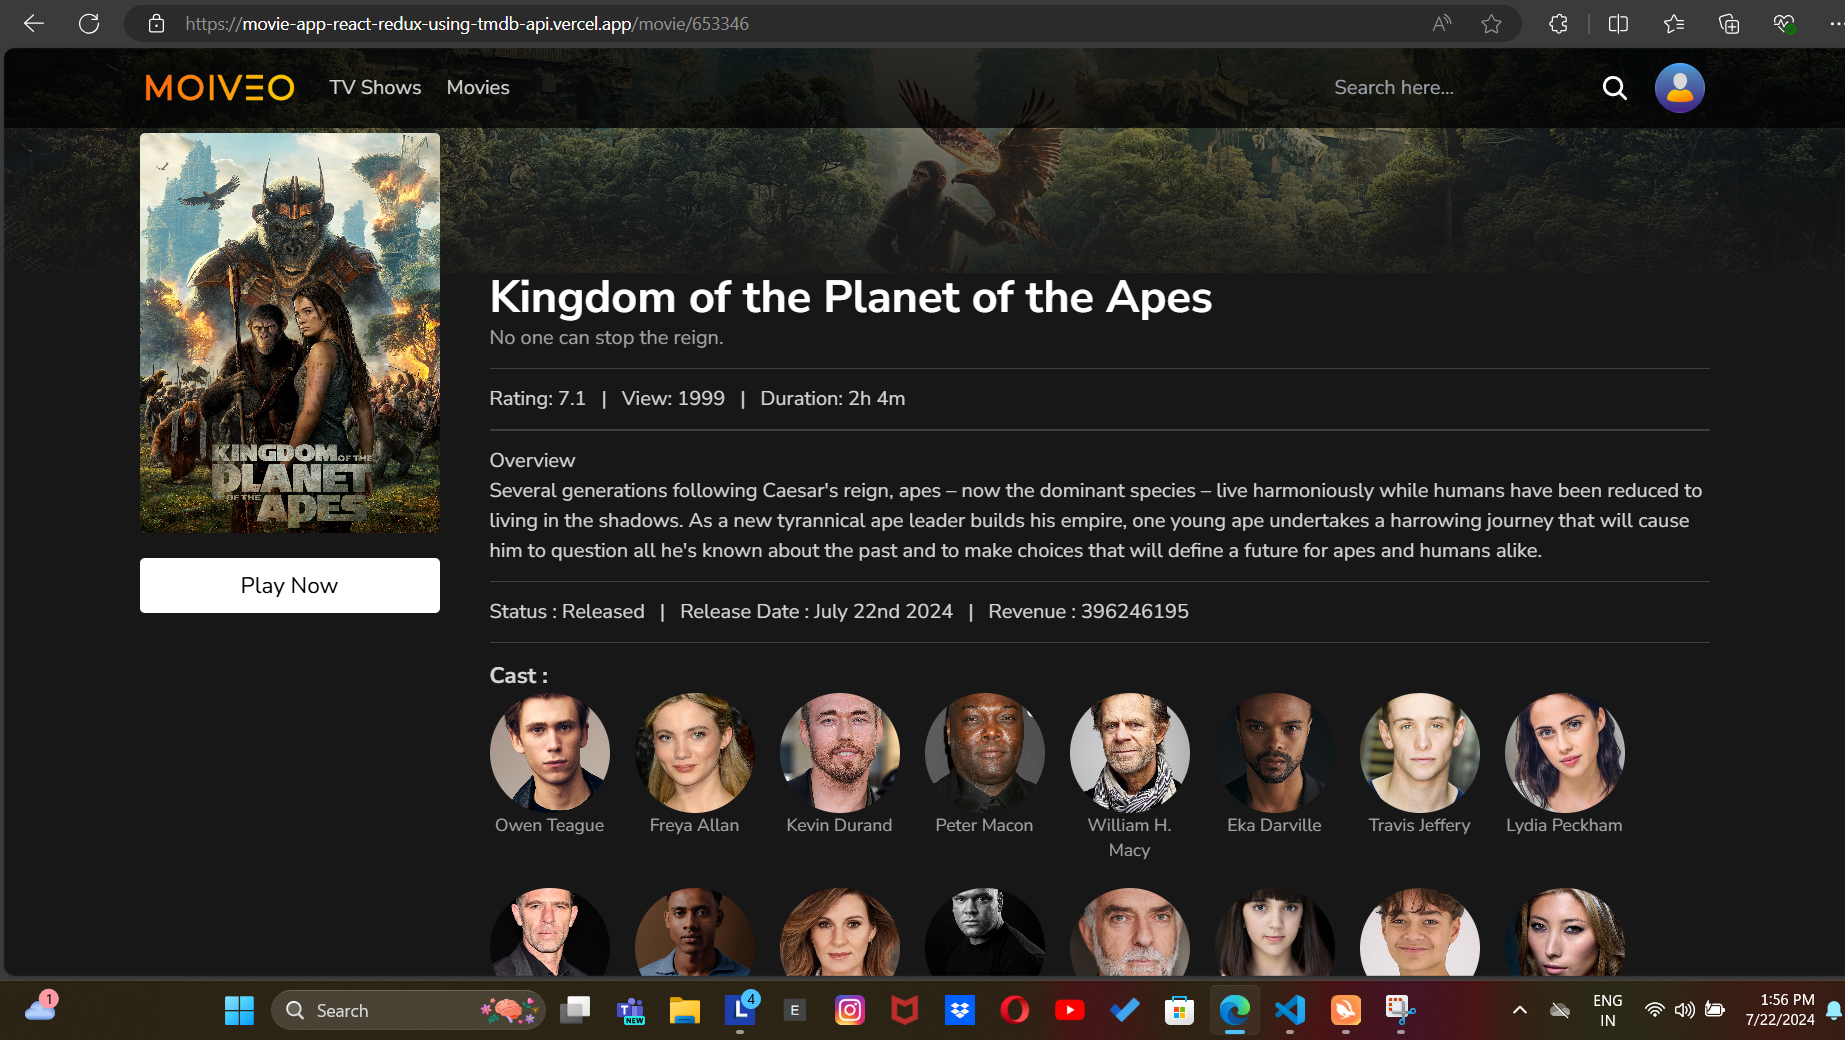 https://movie-app-react-redux-using-tmdb-api.vercel.app/movie/653346
MOIVEO TV Shows Movies Search here...
KINGDOM OF THE
PLANET
OF THE APES
Kingdom of the Planet of the Apes
No one can stop the reign.
Rating: 7.1 | View: 1999 | Duration: 2h 4m
Overview
Several generations following Caesar's reign, apes – now the dominant species – live harmoniously while humans have been reduced to
living in the shadows. As a new tyrannical ape leader builds his empire, one young ape undertakes a harrowing journey that will cause
him to question all he's known about the past and to make choices that will define a future for apes and humans alike.
Play Now
Status : Released | Release Date : July 22nd 2024 | Revenue : 396246195
Cast :
Owen Teague Freya Allan Kevin Durand Peter Macon William H. Eka Darville Travis Jeffery Lydia Peckham
Macy
1 Search NEW L 4 E ENG 1:56 PM
IN 7/22/2024